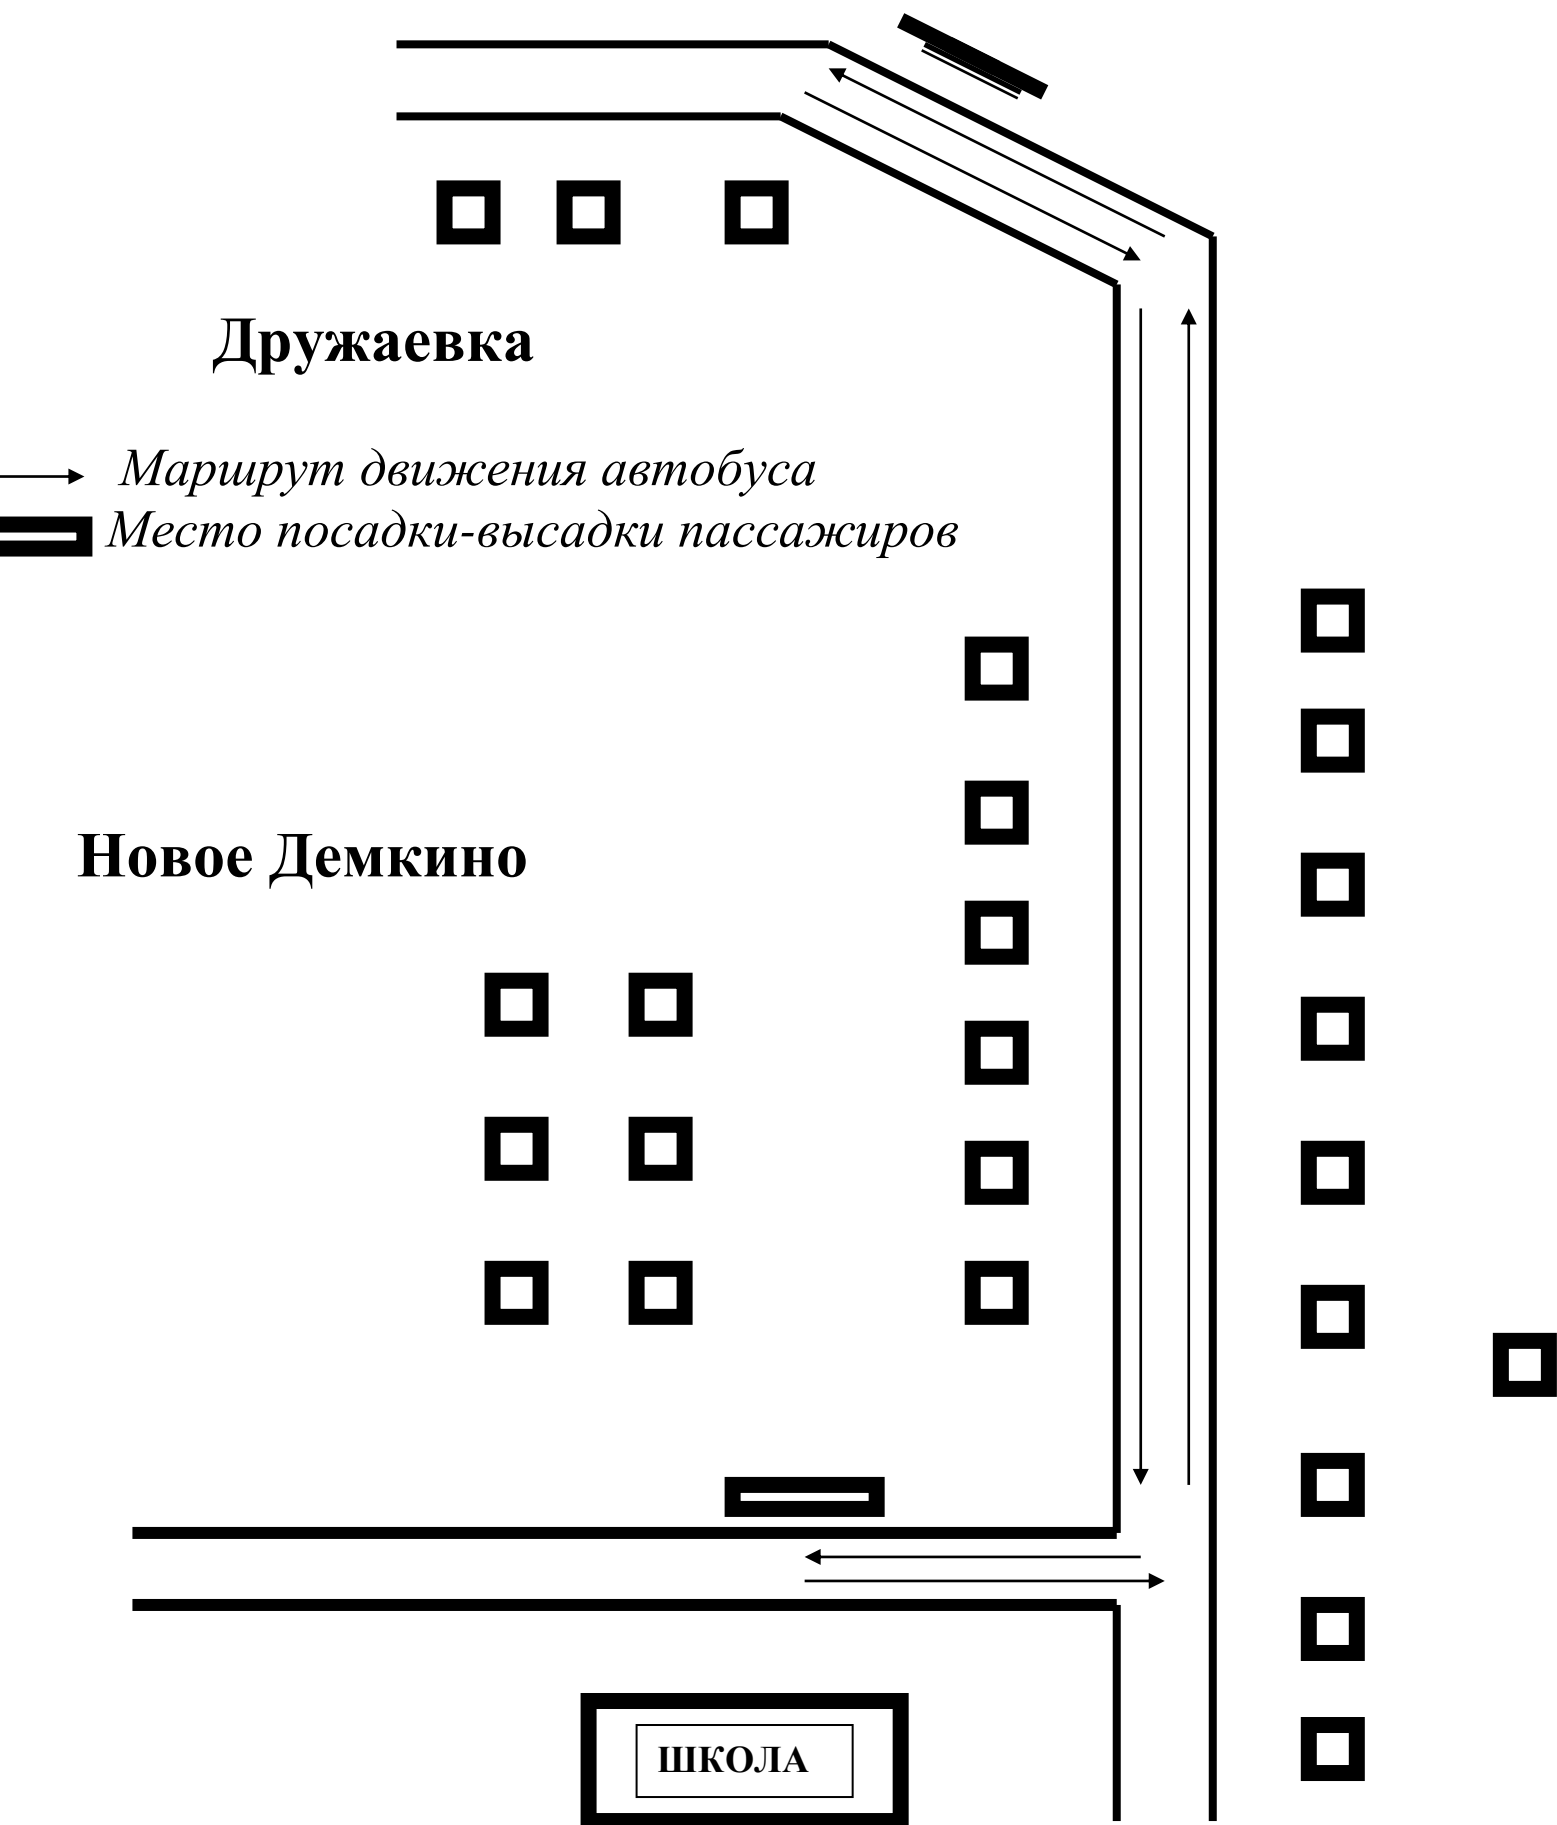 Дружаевка
Маршрут движения автобуса
Место посадки-высадки пассажиров
Новое Демкино
ШКОЛА